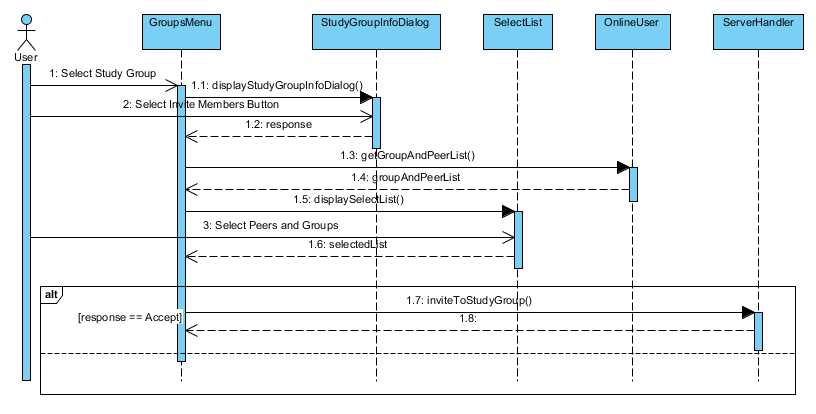 GroupsMenu
StudyGroupInfoDialog
SelectList
OnlineUser
ServerHandler
User
1: Select Study Group
1.1: displayStudyGroupInfoDialog()
2: Select Invite Members Button
1.2: response
1.3: getGroupAndPeerList()
1.4: groupAndPeerList
1.5: displaySelectList()
3: Select Peers and Groups
1.6: selectedList
alt
1.7: inviteToStudyGroup()
[response == Accept]
1.8: